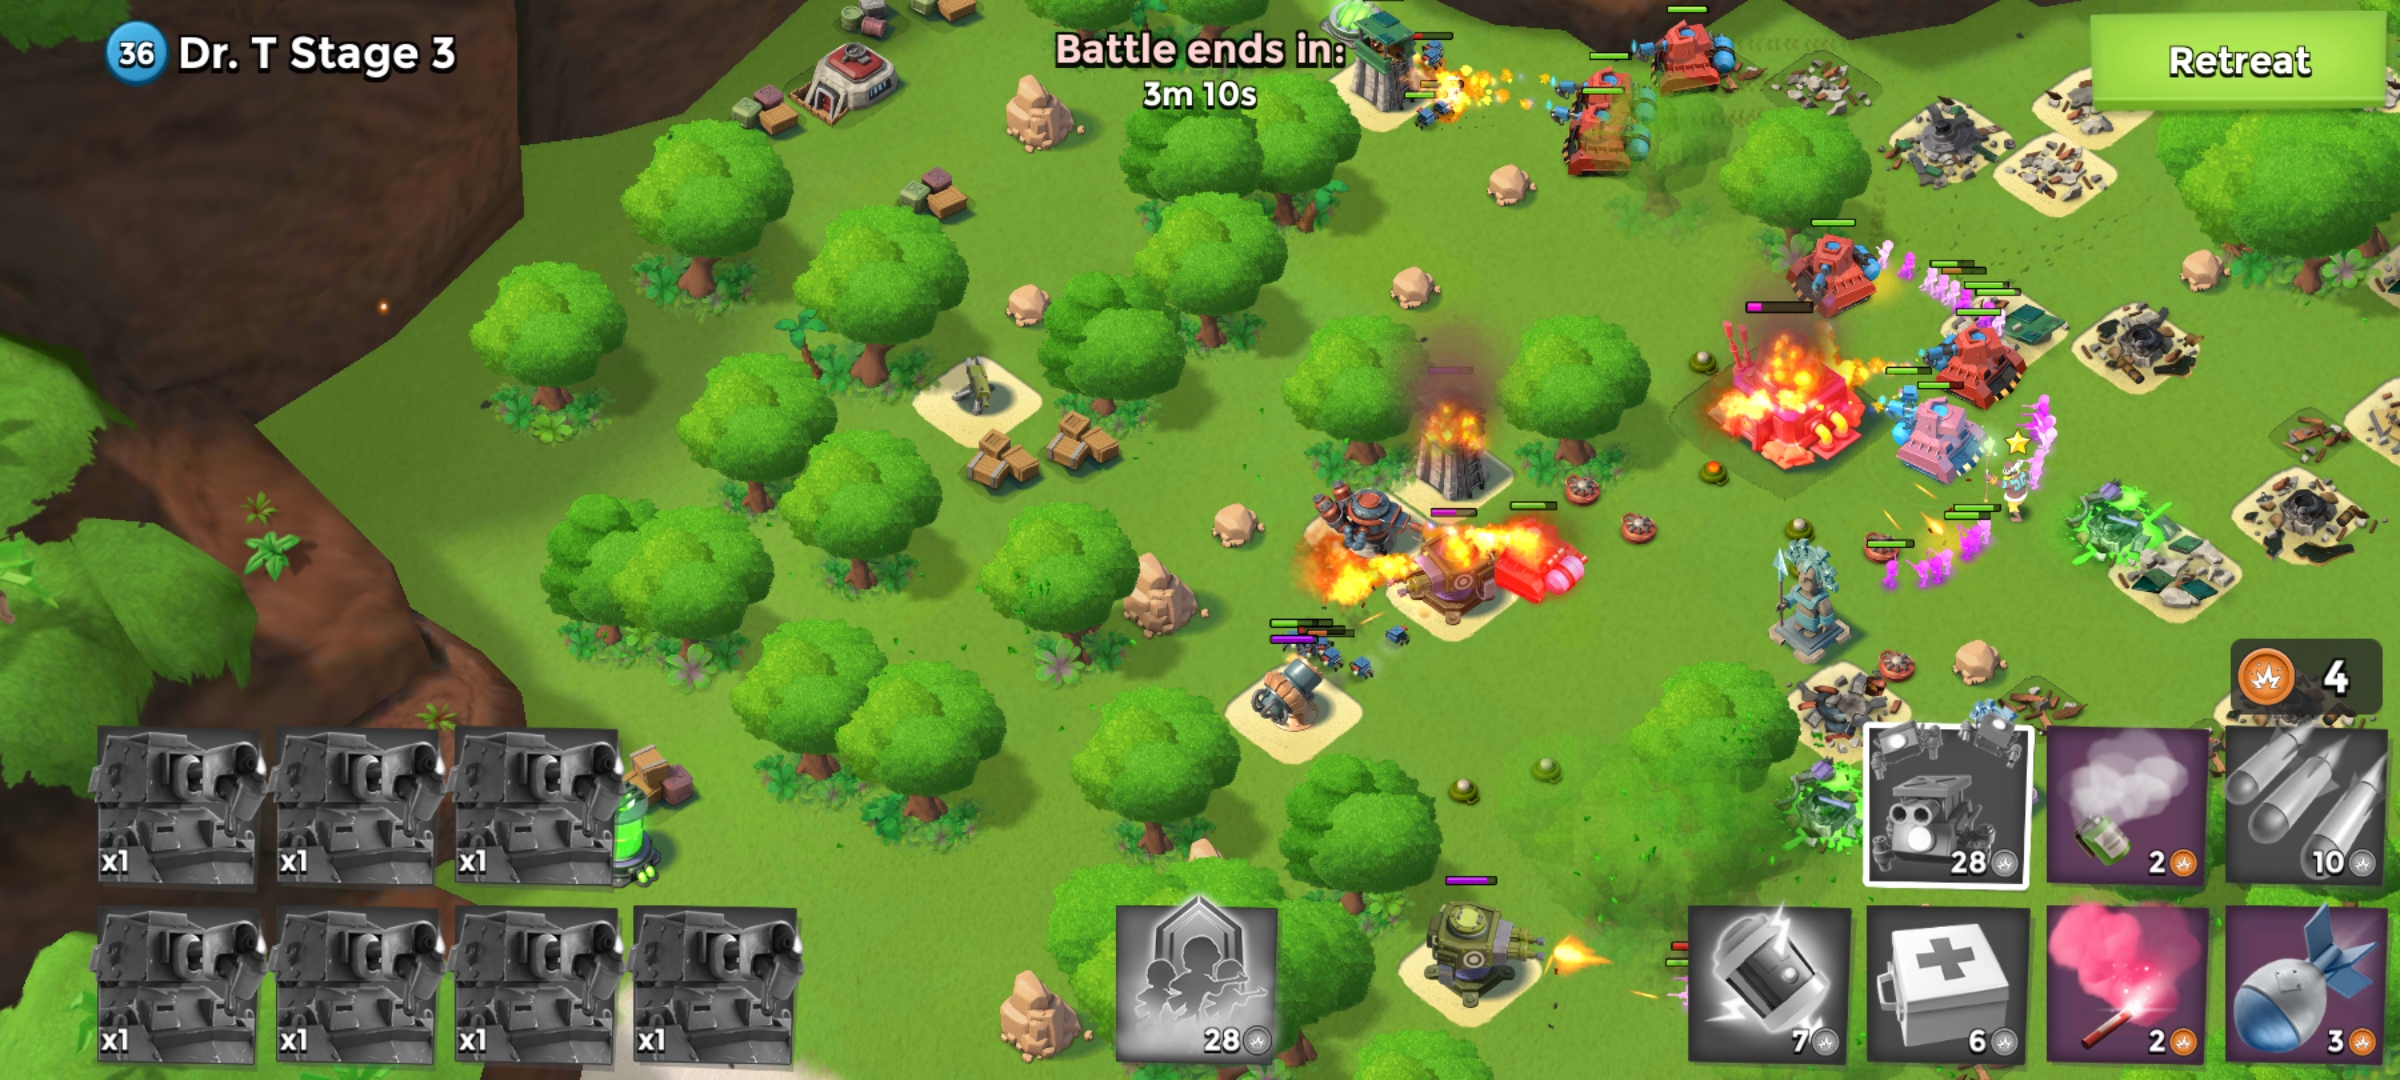 36 Dr. T Stage 3
Battle ends in:
3m 10s
Retreat
4
x1 x1 x1
28 2 10
x1 x1 x1 x1
28 7 6 2 3